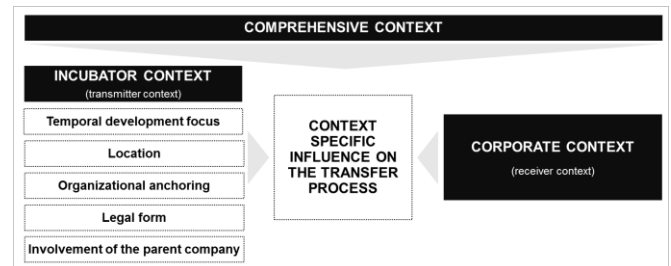 COMPREHENSIVE CONTEXT
INCUBATOR CONTEXT
(transmitter context)
Temporal development focus
Location
Organizational anchoring
Legal form
Involvement of the parent company
CONTEXT
SPECIFIC
INFLUENCE ON
THE TRANSFER
PROCESS
CORPORATE CONTEXT
(receiver context)